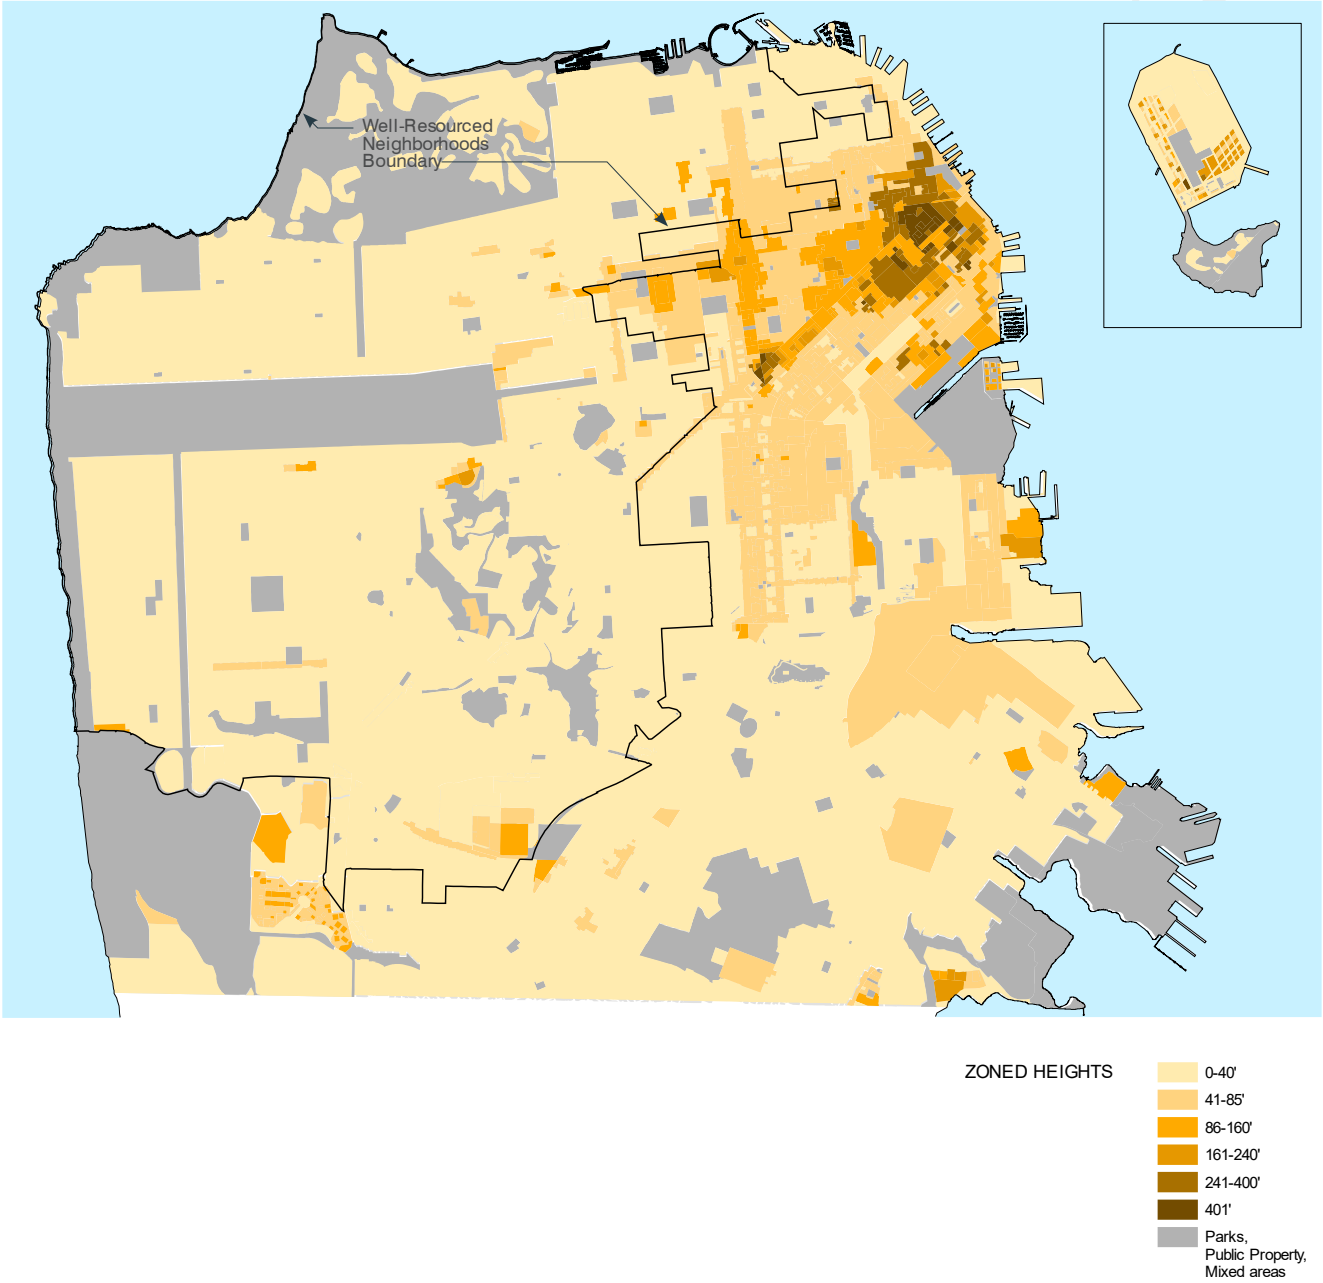 Well-Resourced
Neighborhoods
Boundary
ZONED HEIGHTS
0-40'
41-85'
86-160'
161-240'
241-400'
401'
Parks,
Public Property,
Mixed areas